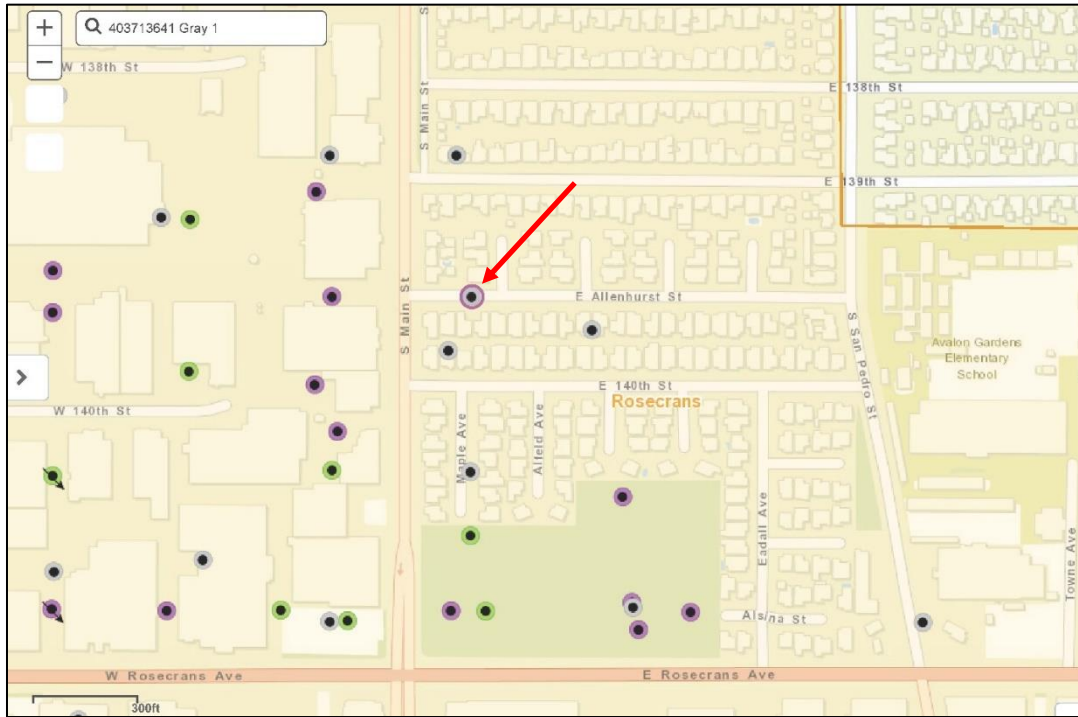 +
403713641 Gray 1
−
W 138th St
S Main St
S
E 138th St
E 139th St
S Main St
E Allenhurst St
S San Pedro St
Avalon Gardens
Elementary
School
>
E 140th St
W 140th St
Rosecrans
Maple Ave
Alfeld Ave
Eadall Ave
Towne Ave
Alsina St
W Rosecrans Ave
E Rosecrans Ave
300ft